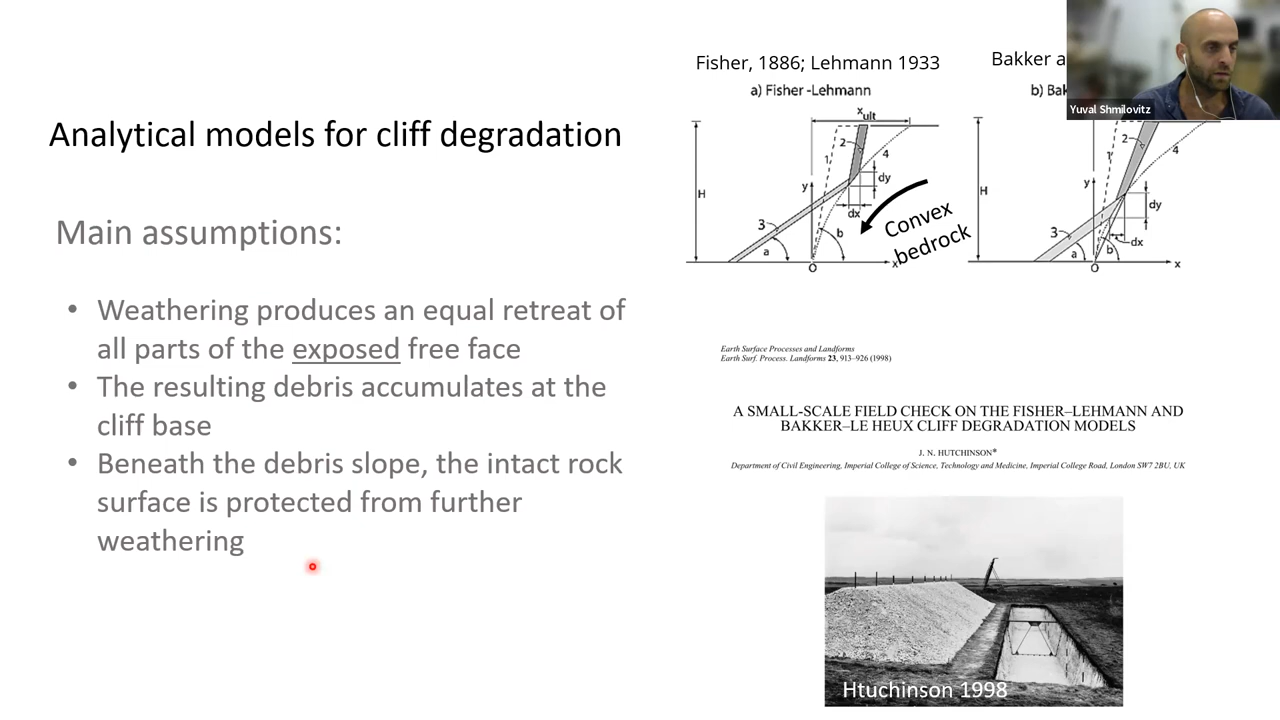 Analytical models for cliff degradation
Main assumptions:
• Weathering produces an equal retreat of
all parts of the exposed free face
• The resulting debris accumulates at the
cliff base
• Beneath the debris slope, the intact rock
surface is protected from further
weathering
Fisher, 1886; Lehmann 1933
a) Fisher-Lehmann
x ult
H
1
2
4
y
dy
dx
3
a
b
O
x
Convex
bedrock
Bakker a
b) Bak
H
1
2
4
y
dy
dx
3
a
b
O
x
Yuval Shmilovitz
Earth Surface Processes and Landforms
Earth Surf. Process. Landforms 23, 913–926 (1998)
A SMALL-SCALE FIELD CHECK ON THE FISHER–LEHMANN AND
BAKKER–LE HEUX CLIFF DEGRADATION MODELS
J. N. HUTCHINSON*
Department of Civil Engineering, Imperial College of Science, Technology and Medicine, Imperial College Road, London SW7 2BU, UK
Htuchinson 1998